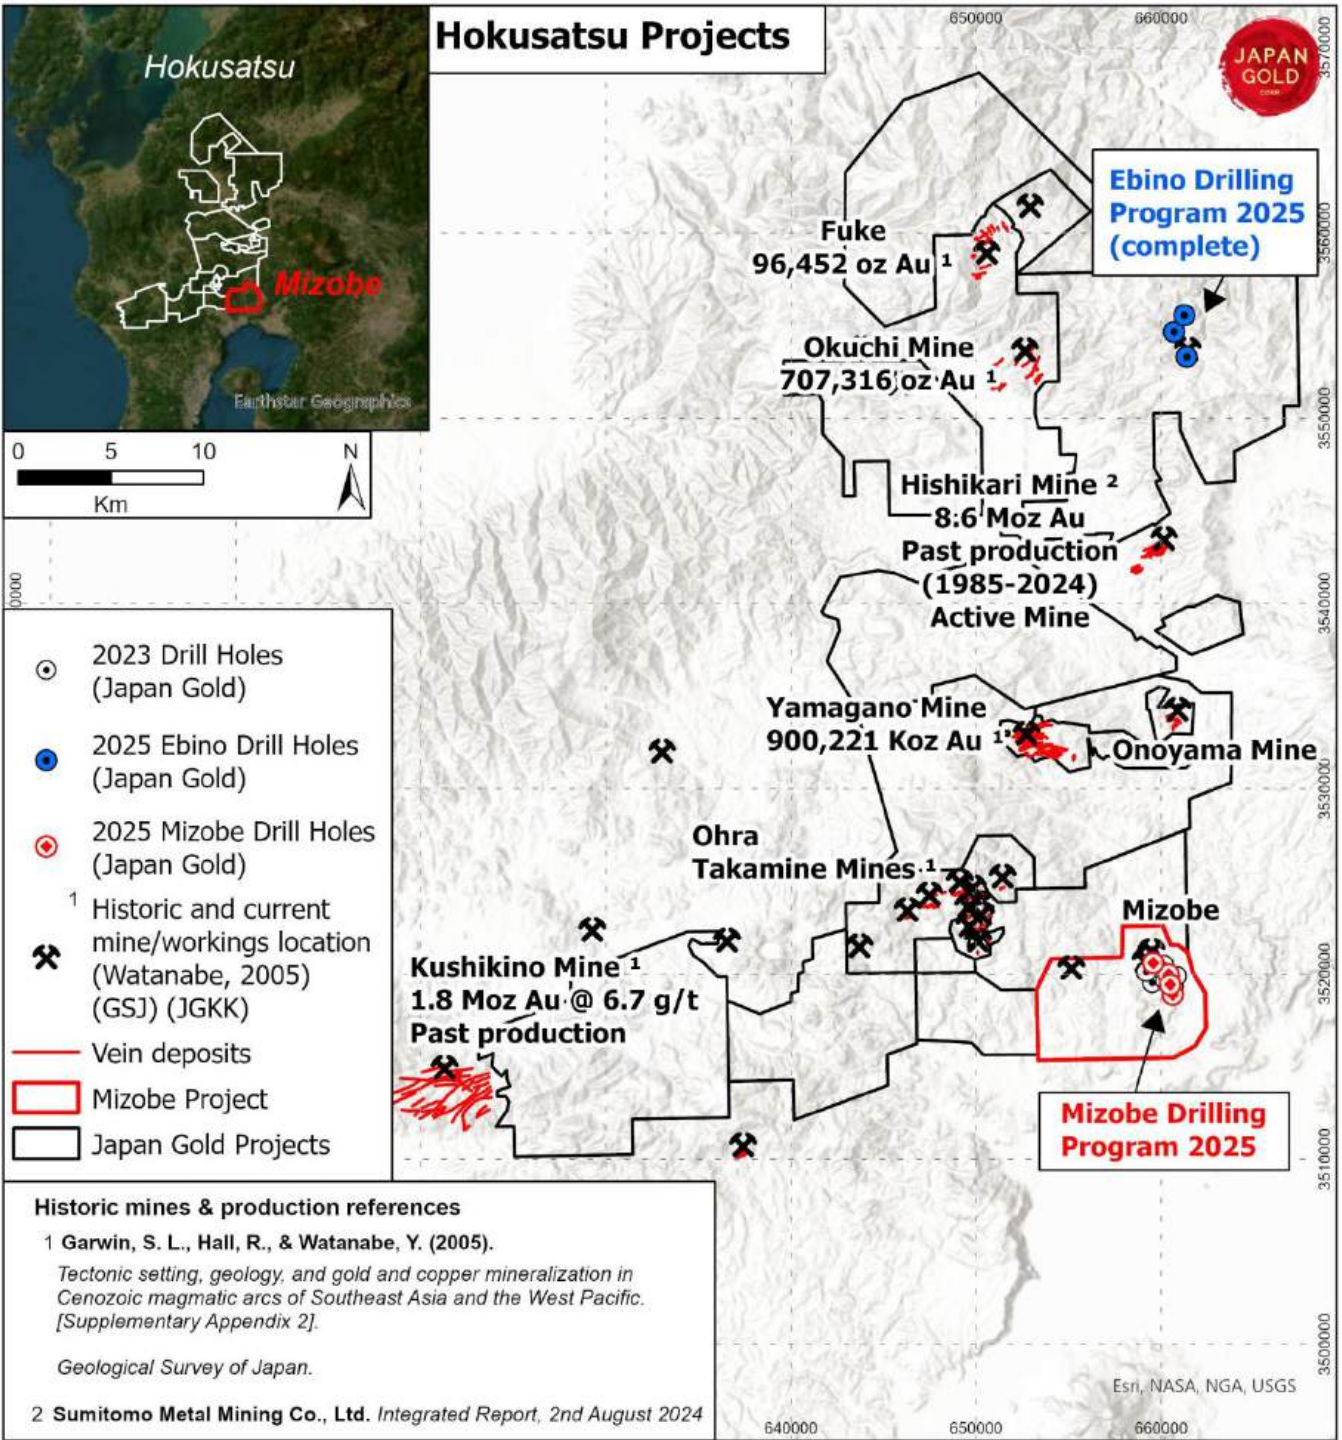 Hokusatsu
Mizobe
Earthstar Geographics
Hokusatsu Projects
650000
660000
JAPAN
GOLD
CORP.
3570000
3560000
3550000
3540000
3530000
3520000
3510000
3500000
0 5 10
Km
N
0000
Ebino Drilling
Program 2025
(complete)
Fuke
96,452 oz Au ¹
Okuchi Mine
707,316 oz Au ¹
Hishikari Mine ²
8.6 Moz Au
Past production
(1985-2024)
Active Mine
Yamagano Mine
900,221 Koz Au ¹
Onoyama Mine
Ohra
Takamine Mines ¹
Mizobe
Kushikino Mine ¹
1.8 Moz Au @ 6.7 g/t
Past production
Mizobe Drilling
Program 2025
2023 Drill Holes
(Japan Gold)
2025 Ebino Drill Holes
(Japan Gold)
2025 Mizobe Drill Holes
(Japan Gold)
1 Historic and current
mine/workings location
(Watanabe, 2005)
(GSJ) (JGKK)
Vein deposits
Mizobe Project
Japan Gold Projects
Historic mines & production references
1 Garwin, S. L., Hall, R., & Watanabe, Y. (2005).
Tectonic setting, geology, and gold and copper mineralization in
Cenozoic magmatic arcs of Southeast Asia and the West Pacific.
[Supplementary Appendix 2].
Geological Survey of Japan.
2 Sumitomo Metal Mining Co., Ltd. Integrated Report, 2nd August 2024
Esri, NASA, NGA, USGS
640000
650000
660000